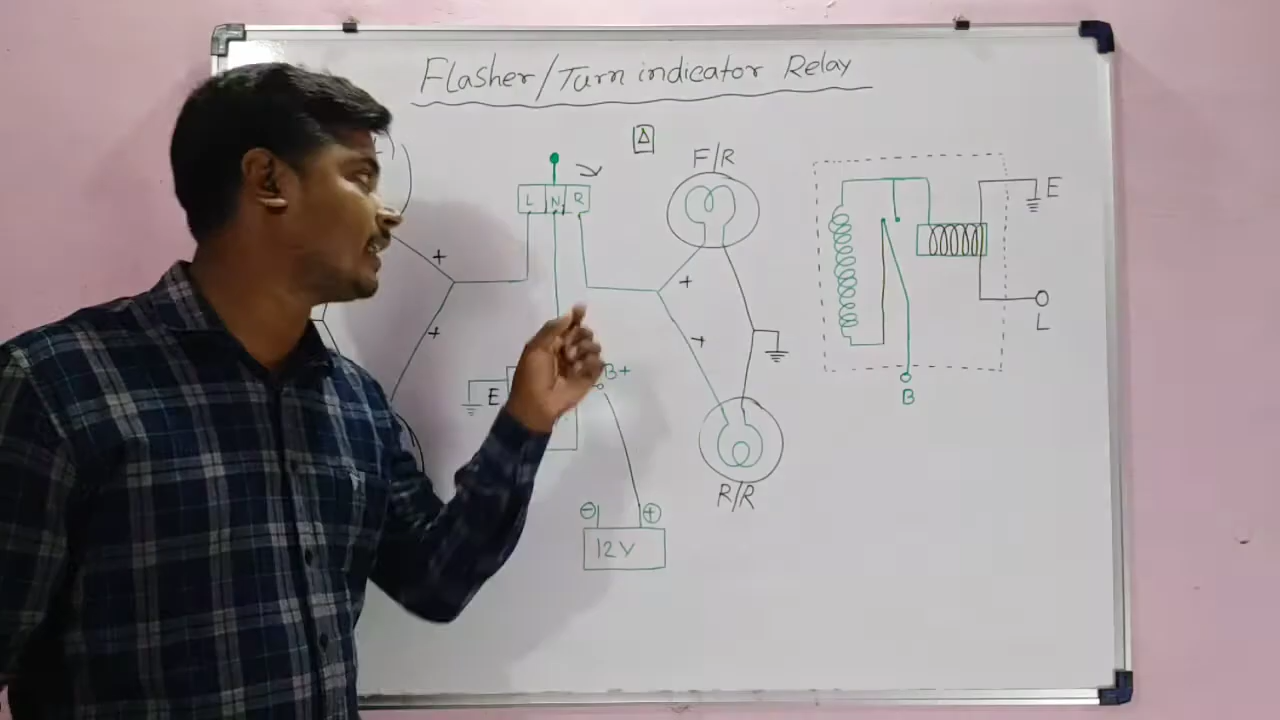 Flasher/Turn indicator Relay
F/R
L N R
E
+
+
+
+
B+
E
L
B
R/R
- +
12V